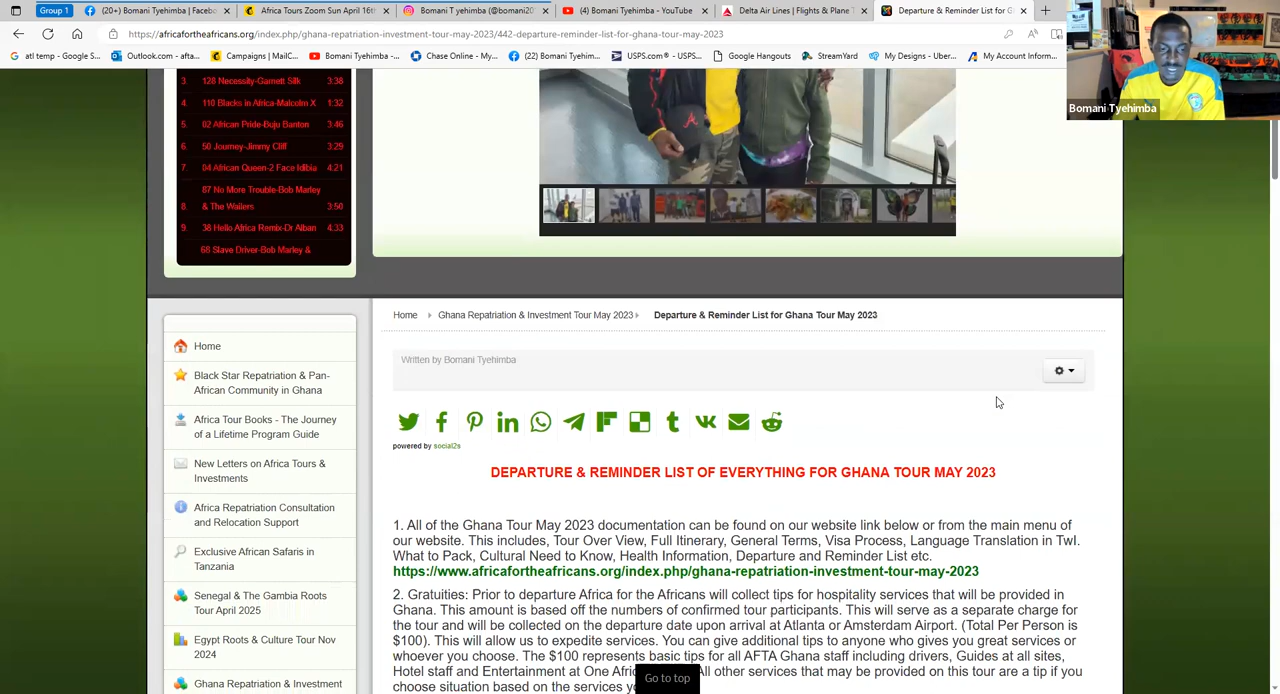 Group 1
(20+) Bomani Tyehimba | Faceb
Africa Tours Zoom Sun April 16th
Bomani T yehimba (@bomani20
(4) Bomani Tyehimba - YouTube
Delta Air Lines | Flights & Plane T
Departure & Reminder List for G
https://africafortheafricans.org/index.php/ghana-repatriation-investment-tour-may-2023/442-departure-reminder-list-for-ghana-tour-may-2023
atl temp - Google S...
Outlook.com - afta...
Campaigns | MailC...
Bomani Tyehimba -...
Chase Online - My...
(22) Bomani Tyehim...
USPS.com® - USPS...
Google Hangouts
StreamYard
My Designs - Uber...
My Account Inform...
Bomani Tyehimba
3 128 Necessity-Garnett Silk 3:38
4. 110 Blacks in Africa-Malcolm X 1:32
5. 02 African Pride-Buju Banton 3:46
6. 50 Journey-Jimmy Cliff 3:29
7. 04 African Queen-2 Face Idibia 4:21
87 No More Trouble-Bob Marley
8. & The Wailers 3:50
9. 38 Hello Africa Remix-Dr Alban 4:33
68 Slave Driver-Bob Marley &
Home
Black Star Repatriation & Pan-
African Community in Ghana
Africa Tour Books - The Journey
of a Lifetime Program Guide
New Letters on Africa Tours &
Investments
Africa Repatriation Consultation
and Relocation Support
Exclusive African Safaris in
Tanzania
Senegal & The Gambia Roots
Tour April 2025
Egypt Roots & Culture Tour Nov
2024
Ghana Repatriation & Investment
Home Ghana Repatriation & Investment Tour May 2023 Departure & Reminder List for Ghana Tour May 2023
Written by Bomani Tyehimba
powered by social2s
DEPARTURE & REMINDER LIST OF EVERYTHING FOR GHANA TOUR MAY 2023
1. All of the Ghana Tour May 2023 documentation can be found on our website link below or from the main menu of
our website. This includes, Tour Over View, Full Itinerary, General Terms, Visa Process, Language Translation in TwI.
What to Pack, Cultural Need to Know, Health Information, Departure and Reminder List etc.
https://www.africafortheafricans.org/index.php/ghana-repatriation-investment-tour-may-2023
2. Gratuities: Prior to departure Africa for the Africans will collect tips for hospitality services that will be provided in
Ghana. This amount is based off the numbers of confirmed tour participants. This will serve as a separate charge for
the tour and will be collected on the departure date upon arrival at Atlanta or Amsterdam Airport. (Total Per Person is
$100). This will allow us to expedite services. You can give additional tips to anyone who gives you great services or
whoever you choose. The $100 represents basic tips for all AFTA Ghana staff including drivers, Guides at all sites,
Hotel staff and Entertainment at One Afri All other services that may be provided on this tour are a tip if you
choose situation based on the services y
Go to top